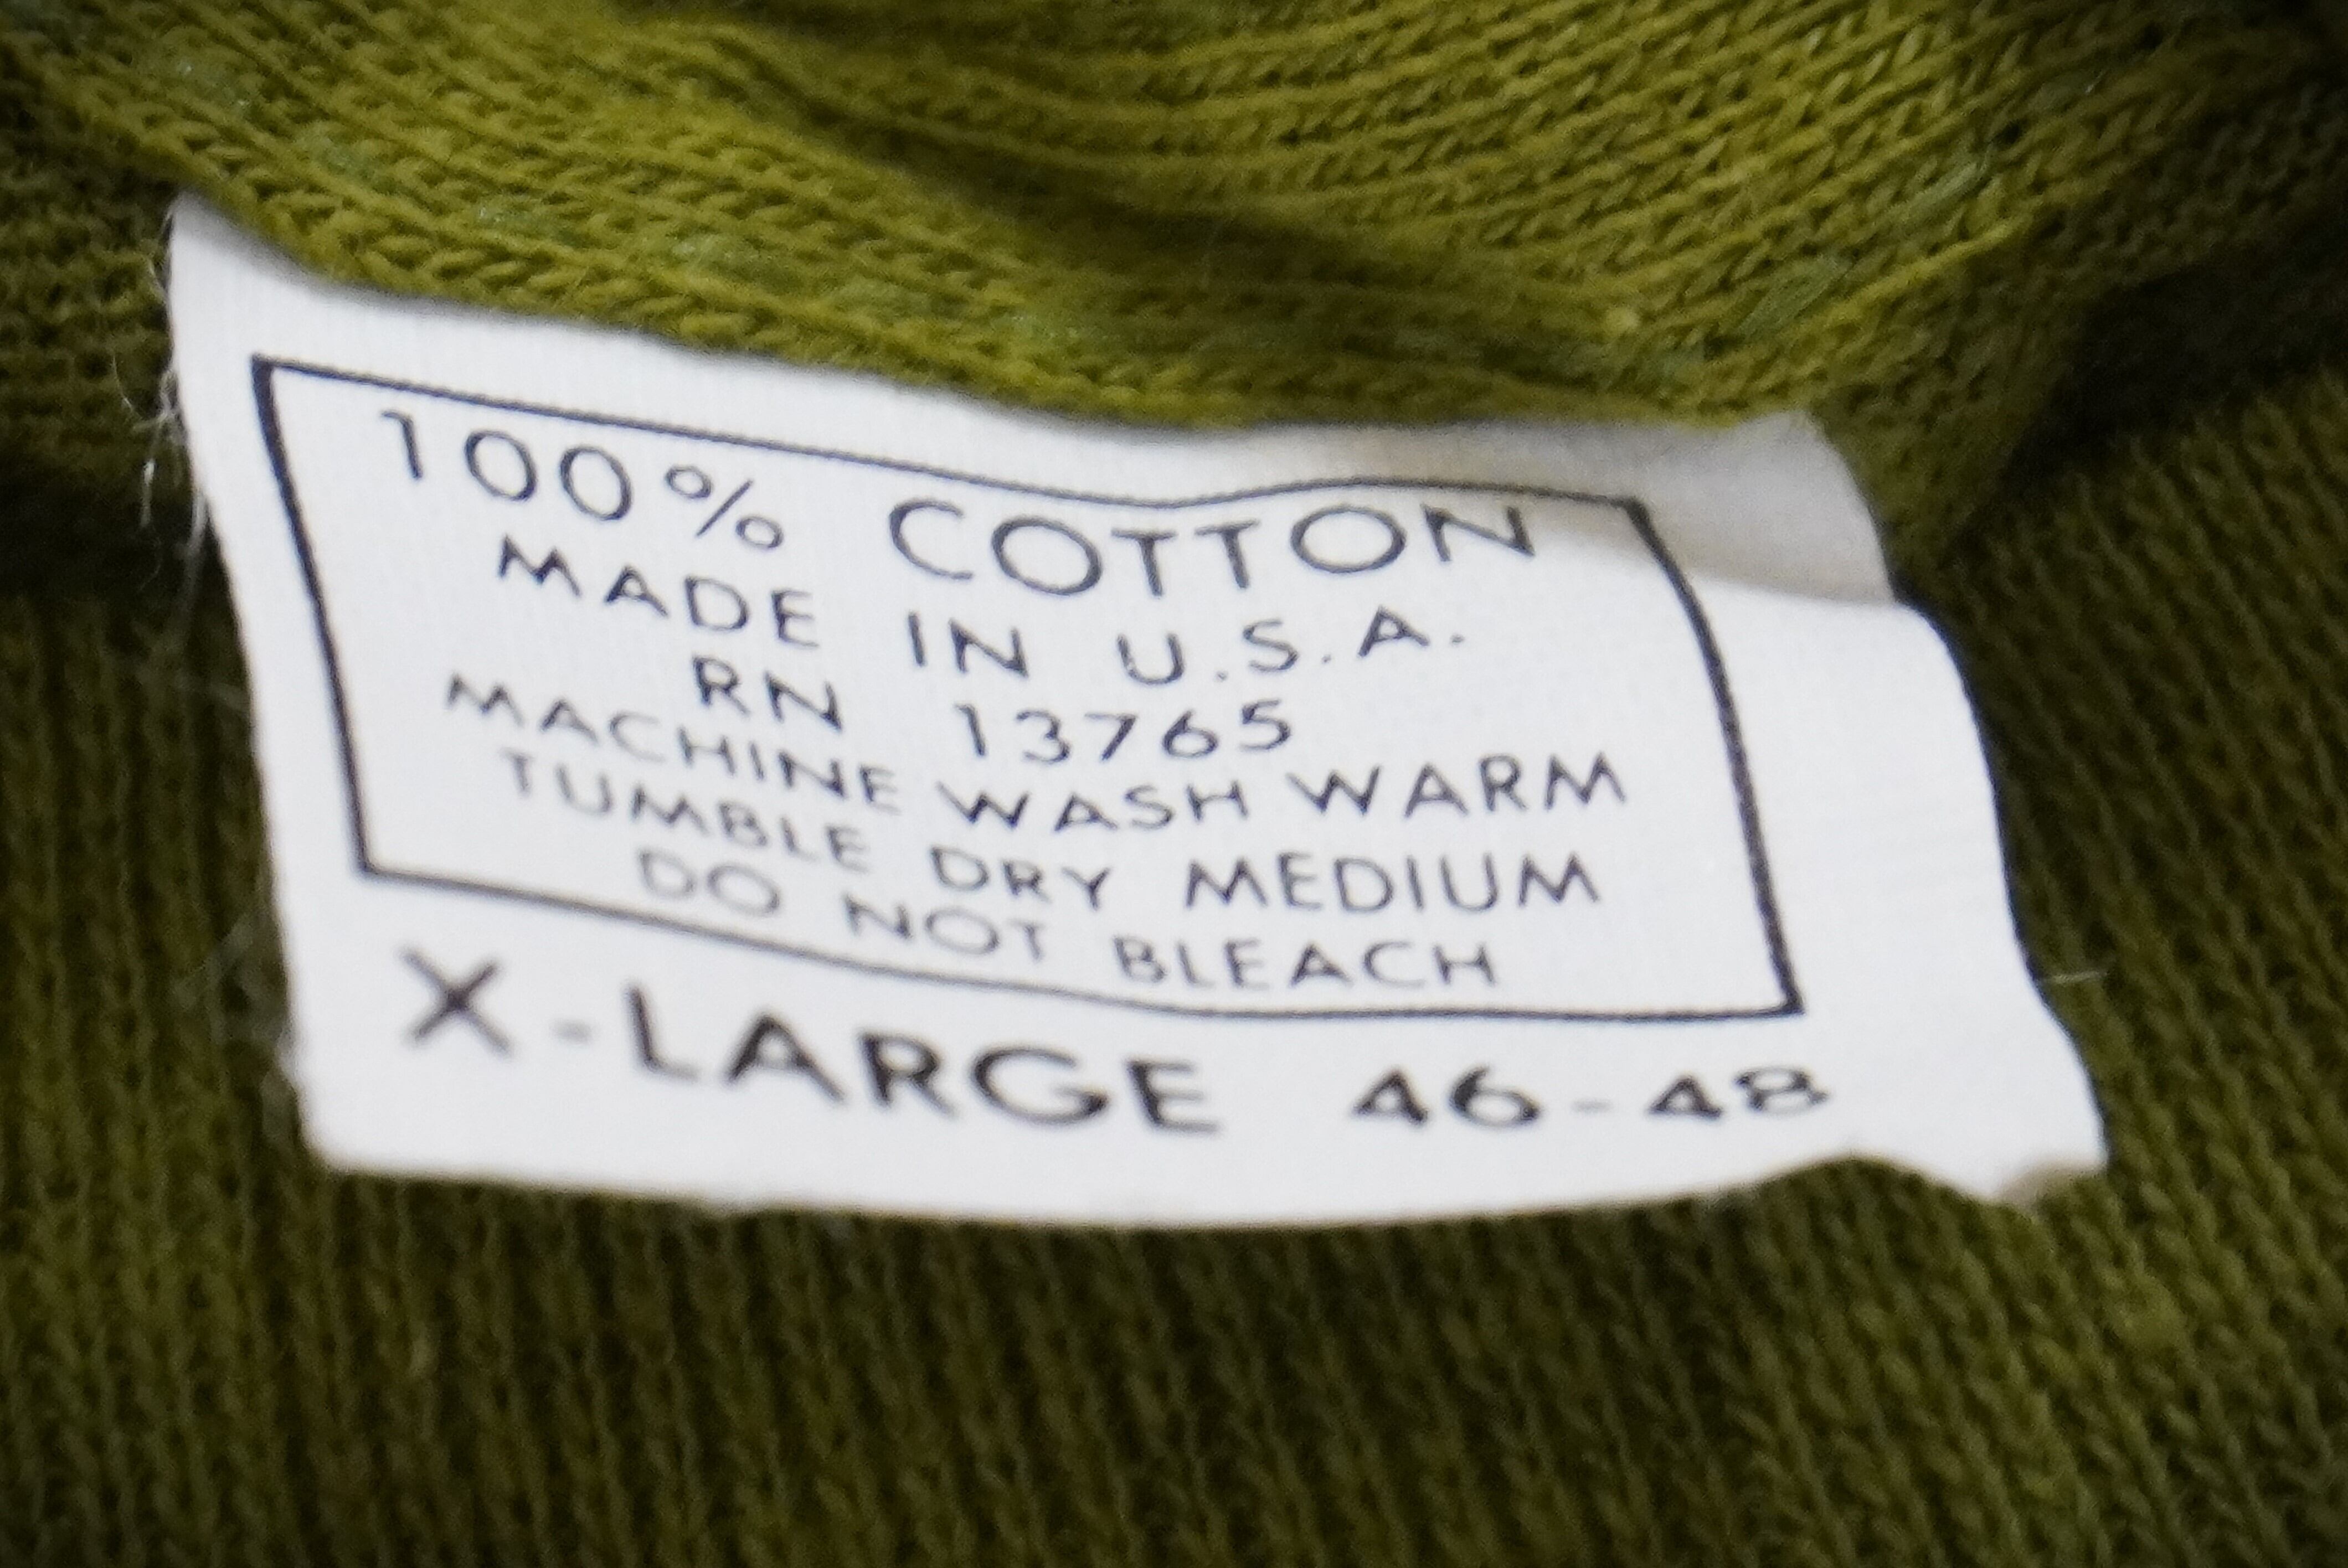 100% COTTON
MADE IN U.S.A.
RN 13765
MACHINE WASH WARM
TUMBLE DRY MEDIUM
DO NOT BLEACH
X-LARGE 46-48